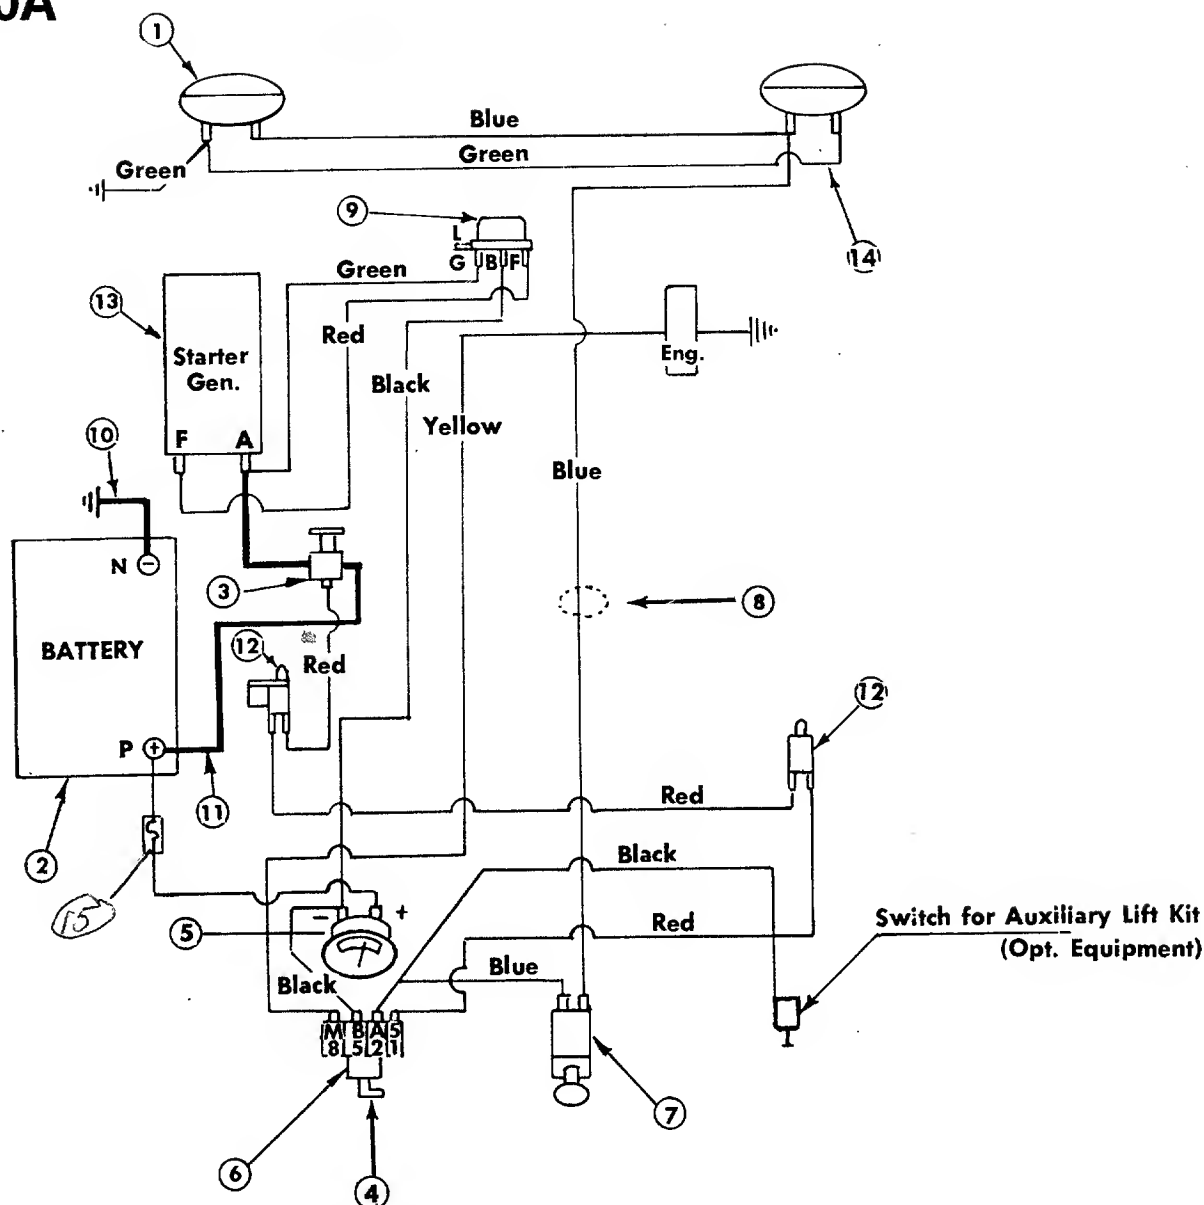 0A
1
Blue
Green
Green
14
9
L
G B F
Green
13
Starter
Gen.
Red
Eng.
Black
Yellow
F A
10
Blue
N −
3
8
BATTERY
12
Red
12
P +
11
Red
2
Black
15
− +
5
Red
Switch for Auxiliary Lift Kit
(Opt. Equipment)
Blue
Black
M B A S
8 5 2 1
7
6
4